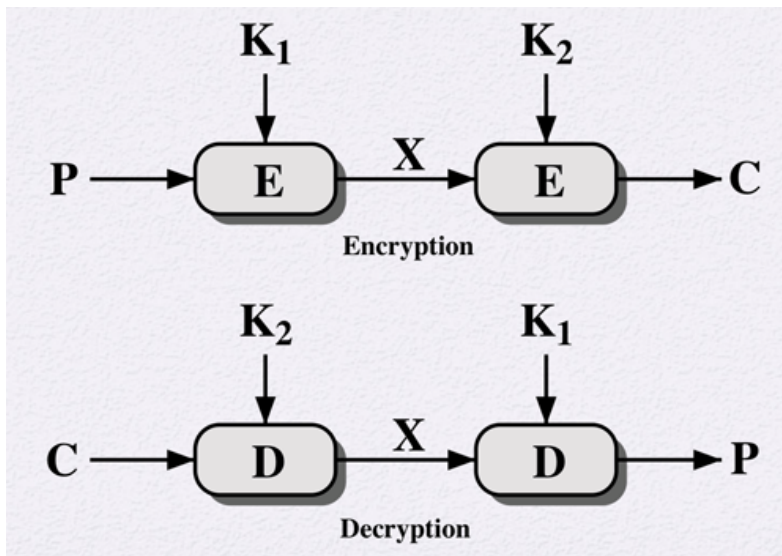 K₁ K₂
P E X E C
Encryption
K₂ K₁
C D X D P
Decryption